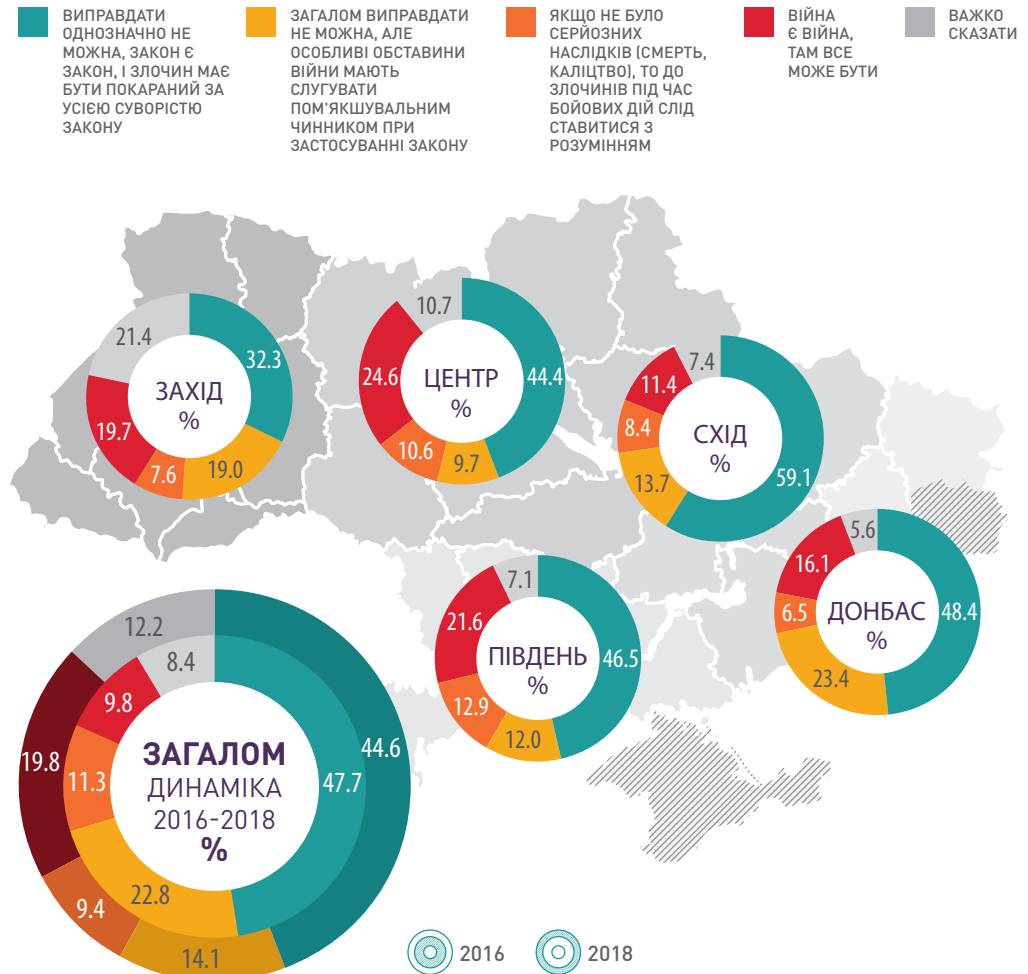 ВИПРАВДАТИ
ОДНОЗНАЧНО НЕ
МОЖНА, ЗАКОН Є
ЗАКОН, І ЗЛОЧИН МАЄ
БУТИ ПОКАРАНИЙ ЗА
УСІЄЮ СУВОРІСТЮ
ЗАКОНУ
ЗАГАЛОМ ВИПРАВДАТИ
НЕ МОЖНА, АЛЕ
ОСОБЛИВІ ОБСТАВИНИ
ВІЙНИ МАЮТЬ
СЛУГУВАТИ
ПОМ'ЯКШУВАЛЬНИМ
ЧИННИКОМ ПРИ
ЗАСТОСУВАННІ ЗАКОНУ
ЯКЩО НЕ БУЛО
СЕРЙОЗНИХ
НАСЛІДКІВ (СМЕРТЬ,
КАЛІЦТВО), ТО ДО
ЗЛОЧИНІВ ПІД ЧАС
БОЙОВИХ ДІЙ СЛІД
СТАВИТИСЯ З
РОЗУМІННЯМ
ВІЙНА
Є ВІЙНА,
ТАМ ВСЕ
МОЖЕ БУТИ
ВАЖКО
СКАЗАТИ
21.4
32.3
ЗАХІД
%
19.7
7.6
19.0
10.7
24.6
ЦЕНТР
%
44.4
10.6
9.7
7.4
11.4
8.4
СХІД
%
13.7
59.1
5.6
16.1
6.5
ДОНБАС
%
48.4
23.4
7.1
21.6
ПІВДЕНЬ
%
46.5
12.9
12.0
12.2
8.4
9.8
19.8
11.3
ЗАГАЛОМ
ДИНАМІКА
2016-2018
%
44.6
47.7
22.8
9.4
14.1
2016
2018